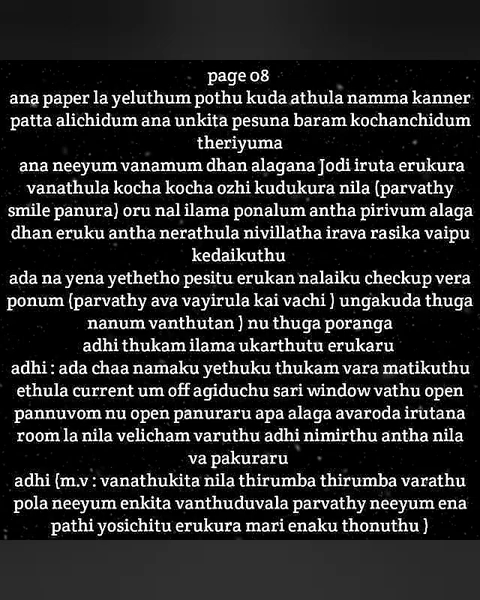 page 08
ana paper la yeluthum pothu kuda athula namma kanner
patta alichidum ana unkita pesuna baram kochanchidum
theriyuma
ana neeyum vanamum dhan alagana Jodi iruta erukura
vanathula kocha kocha ozhi kudukura nila (parvathy
smile panura) oru nal ilama ponalum antha pirivum alaga
dhan eruku antha nerathula nivillatha irava rasika vaipu
kedaikuthu
ada na yena yethetho pesitu erukan nalaiku checkup vera
ponum (parvathy ava vayirula kai vachi ) ungakuda thuga
nanum vanthutan ) nu thuga poranga
adhi thukam ilama ukarthutu erukaru
adhi : ada chaa namaku yethuku thukam vara matikuthu
ethula current um off agiduchu sari window vathu open
pannuvom nu open panuraru apa alaga avaroda irutana
room la nila velicham varuthu adhi nimirthu antha nila
va pakuraru
adhi (m.v : vanathukita nila thirumba thirumba varathu
pola neeyum enkita vanthuduvala parvathy neeyum ena
pathi yosichitu erukura mari enaku thonuthu )